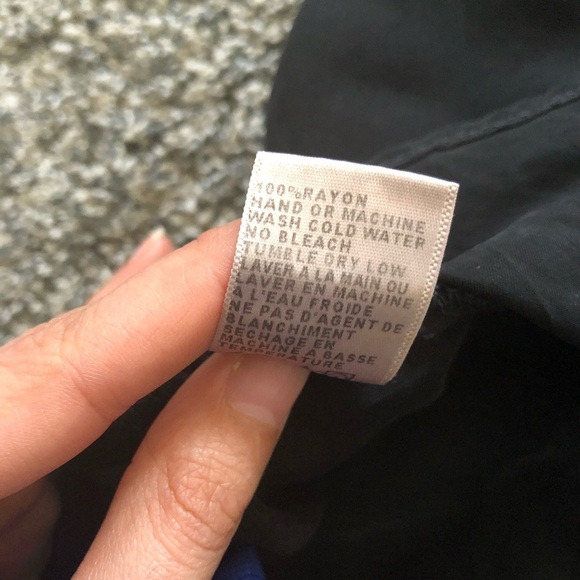 100% RAYON
HAND OR MACHINE
WASH COLD WATER
NO BLEACH
TUMBLE DRY LOW
LAVER A LA MAIN OU
LAVER EN MACHINE
A L'EAU FROIDE
NE PAS D'AGENT DE
BLANCHIMENT
SECHAGE EN
MACHINE A BASSE
TEMPERATURE